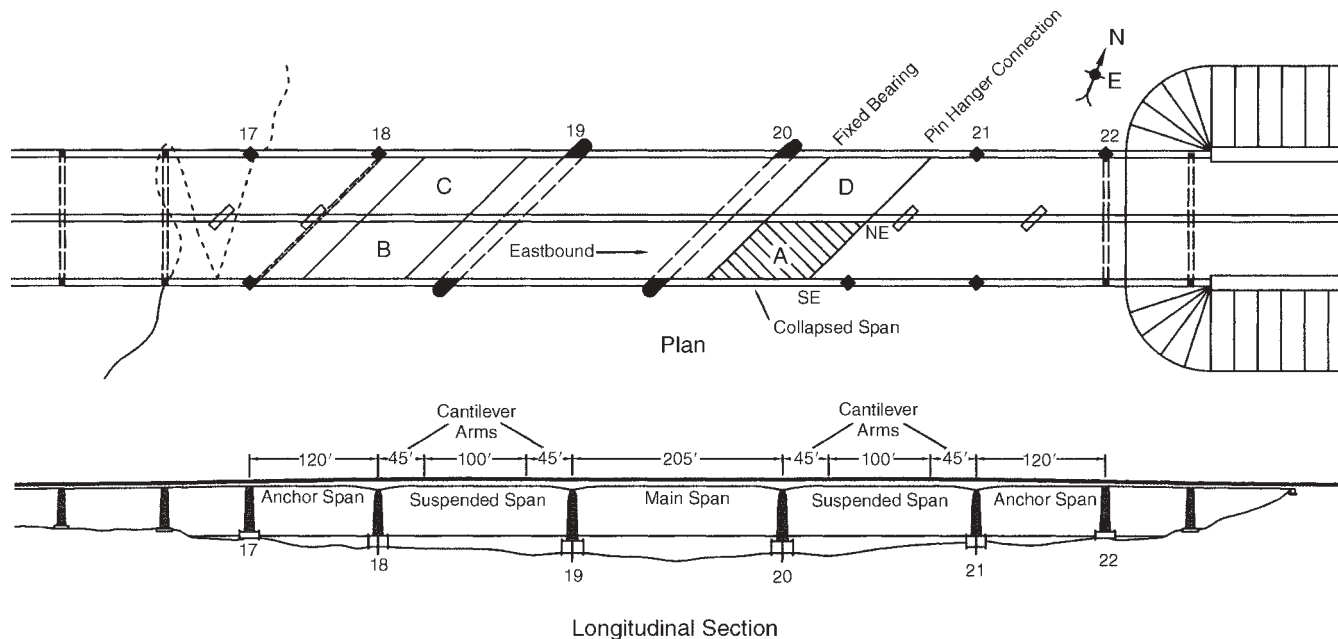 N
E
Fixed Bearing
Pin Hanger Connection
17
18
19
20
21
22
C
D
B
Eastbound
A
NE
SE
Collapsed Span
Plan
Cantilever
Arms
Cantilever
Arms
120'
45'
100'
45'
205'
45'
100'
45'
120'
Anchor Span
Suspended Span
Main Span
Suspended Span
Anchor Span
17
18
19
20
21
22
Longitudinal Section